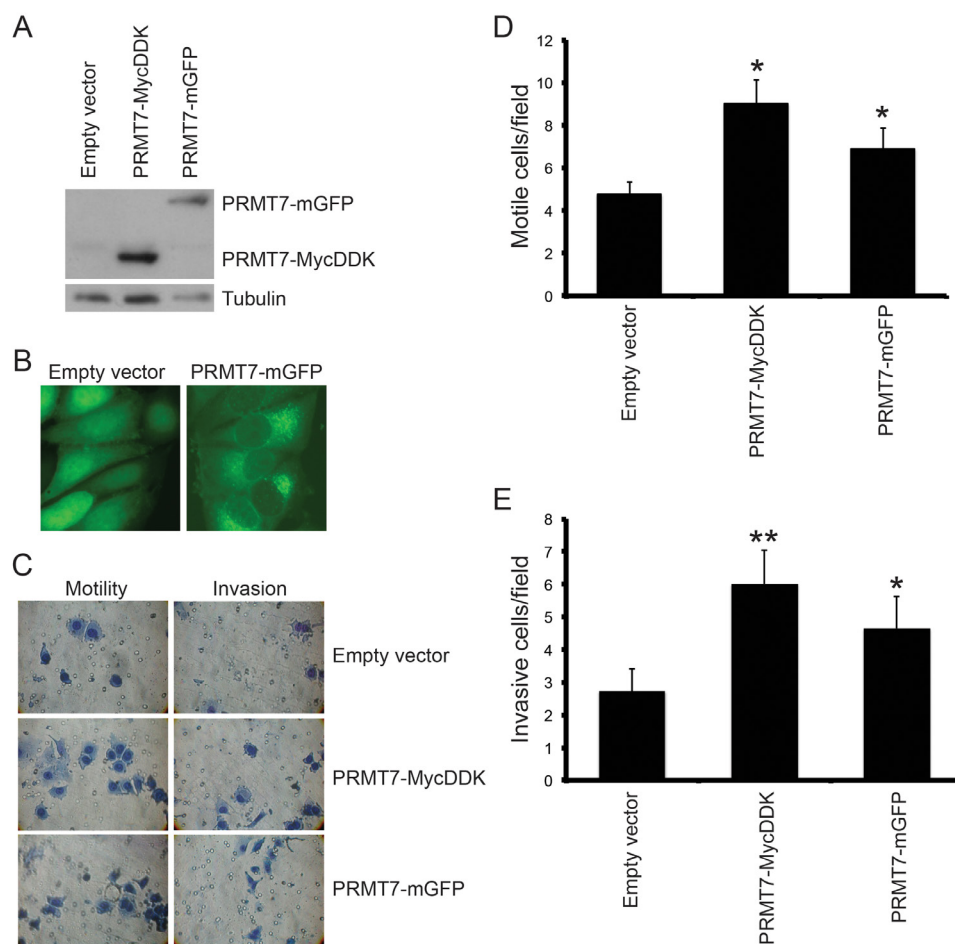 A
Empty vector
PRMT7-MycDDK
PRMT7-mGFP
PRMT7-mGFP
PRMT7-MycDDK
Tubulin
B
Empty vector
PRMT7-mGFP
C
Motility
Invasion
Empty vector
PRMT7-MycDDK
PRMT7-mGFP
D
Motile cells/field
12
10
8
6
4
2
0
*
*
Empty vector
PRMT7-MycDDK
PRMT7-mGFP
E
Invasive cells/field
8
7
6
5
4
3
2
1
0
**
*
Empty vector
PRMT7-MycDDK
PRMT7-mGFP